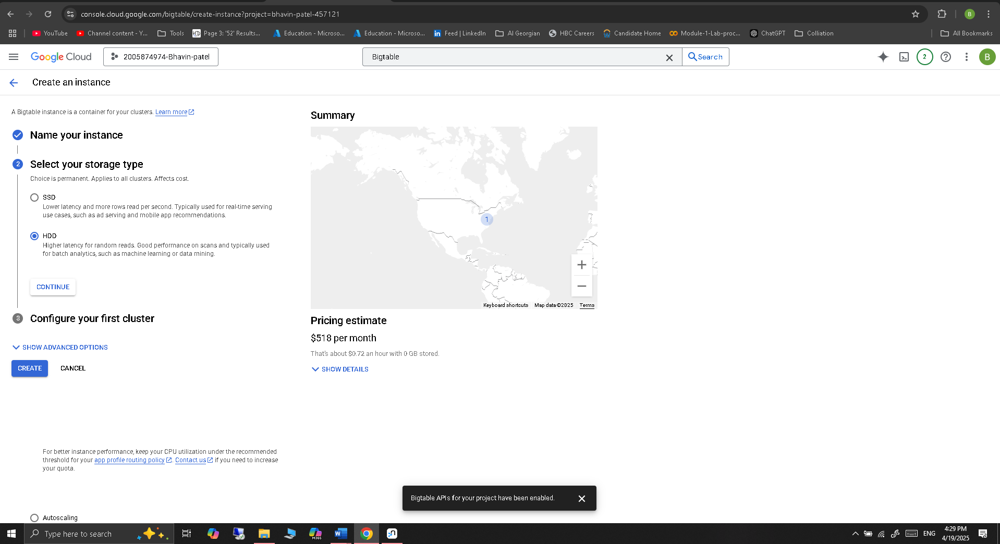 console.cloud.google.com/bigtable/create-instance?project=bhavin-patel-457121
B
YouTube
Channel content - Y...
Tools
Page 3: '52' Results...
Education - Microso...
Education - Microso...
Feed | LinkedIn
AI Georgian
HBC Careers
Candidate Home
Module-1-Lab-proc...
ChatGPT
Colliation
All Bookmarks
Google Cloud
2005874974-Bhavin-patel
Bigtable
Search
2
B
Create an instance
A Bigtable instance is a container for your clusters. Learn more
Name your instance
2 Select your storage type
Choice is permanent. Applies to all clusters. Affects cost.
SSD
Lower latency and more rows read per second. Typically used for real-time serving
use cases, such as ad serving and mobile app recommendations.
HDD
Higher latency for random reads. Good performance on scans and typically used
for batch analytics, such as machine learning or data mining.
CONTINUE
3 Configure your first cluster
SHOW ADVANCED OPTIONS
CREATE CANCEL
For better instance performance, keep your CPU utilization under the recommended
threshold for your app profile routing policy. Contact us if you need to increase
your quota.
Autoscaling
Summary
1
Keyboard shortcuts Map data ©2025 Terms
Pricing estimate
$518 per month
That's about $0.72 an hour with 0 GB stored.
SHOW DETAILS
Bigtable APIs for your project have been enabled.
Type here to search
M365
ENG
4:29 PM
4/19/2025